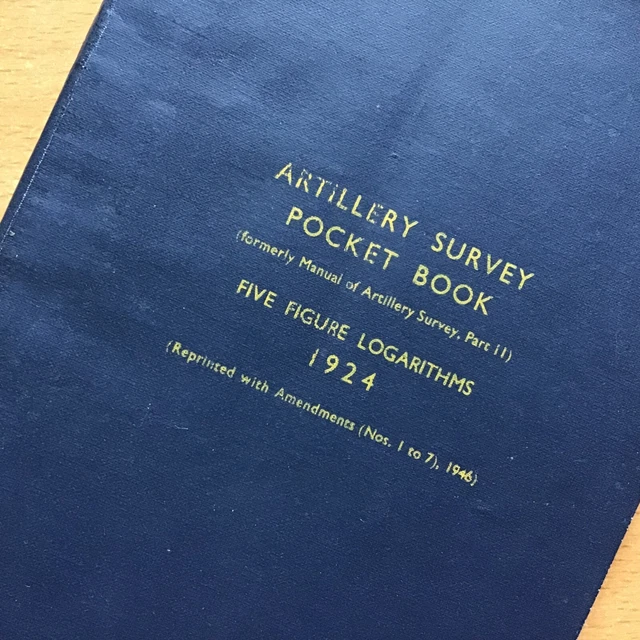 ARTILLERY SURVEY
POCKET BOOK
(formerly Manual of Artillery Survey, Part II)
FIVE FIGURE LOGARITHMS
1924
(Reprinted with Amendments (Nos. 1 to 7), 1946)